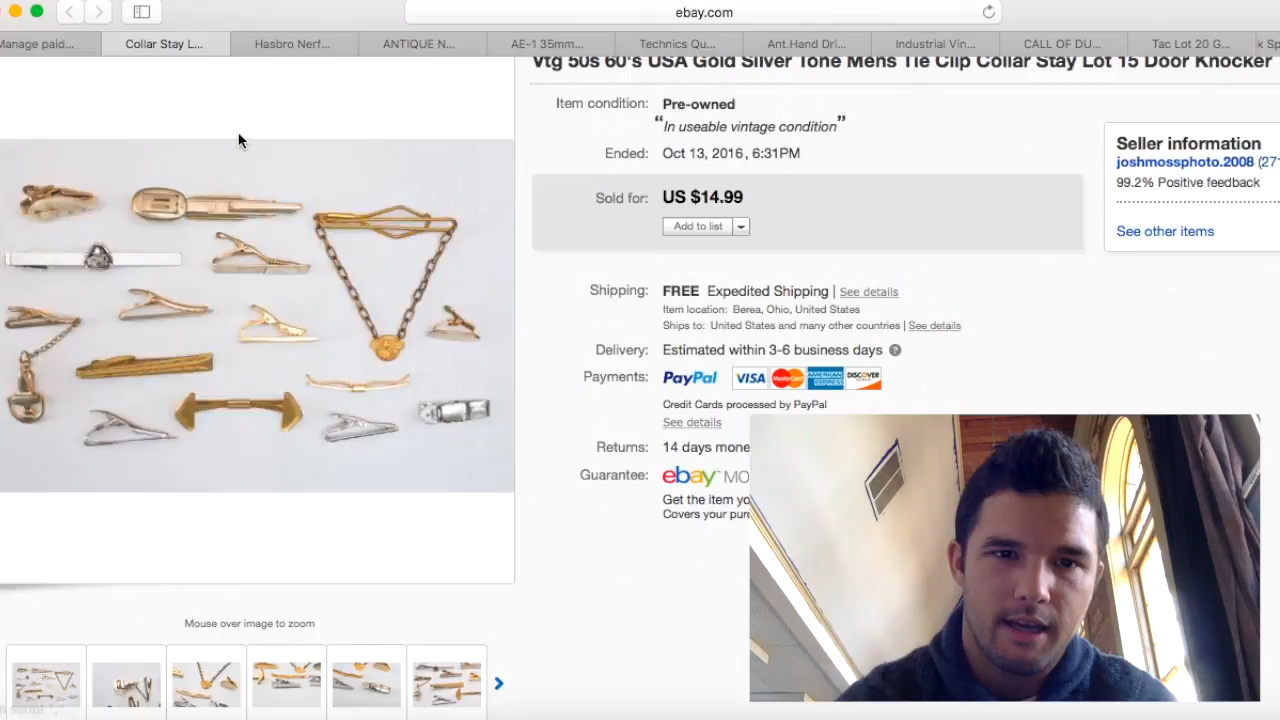 ebay.com
Manage paid...
Collar Stay L...
Hasbro Nerf...
ANTIQUE N...
AE-1 35mm...
Technics Qu...
Ant.Hand Dri...
Industrial Vin...
CALL OF DU...
Tac Lot 20 G...
k Sp
Vtg 50s 60's USA Gold Silver Tone Mens Tie Clip Collar Stay Lot 15 Door Knocker
Item condition: Pre-owned
“In useable vintage condition”
Ended: Oct 13, 2016, 6:31PM
Sold for: US $14.99
Add to list
Shipping: FREE Expedited Shipping | See details
Item location: Berea, Ohio, United States
Ships to: United States and many other countries | See details
Delivery: Estimated within 3-6 business days ?
Payments: PayPal VISA MasterCard AMERICAN EXPRESS DISCOVER
Credit Cards processed by PayPal
See details
Returns: 14 days mone
Guarantee: ebay MO
Get the item yo
Covers your pur
Seller information
joshmossphoto.2008 (27
99.2% Positive feedback
See other items
Mouse over image to zoom